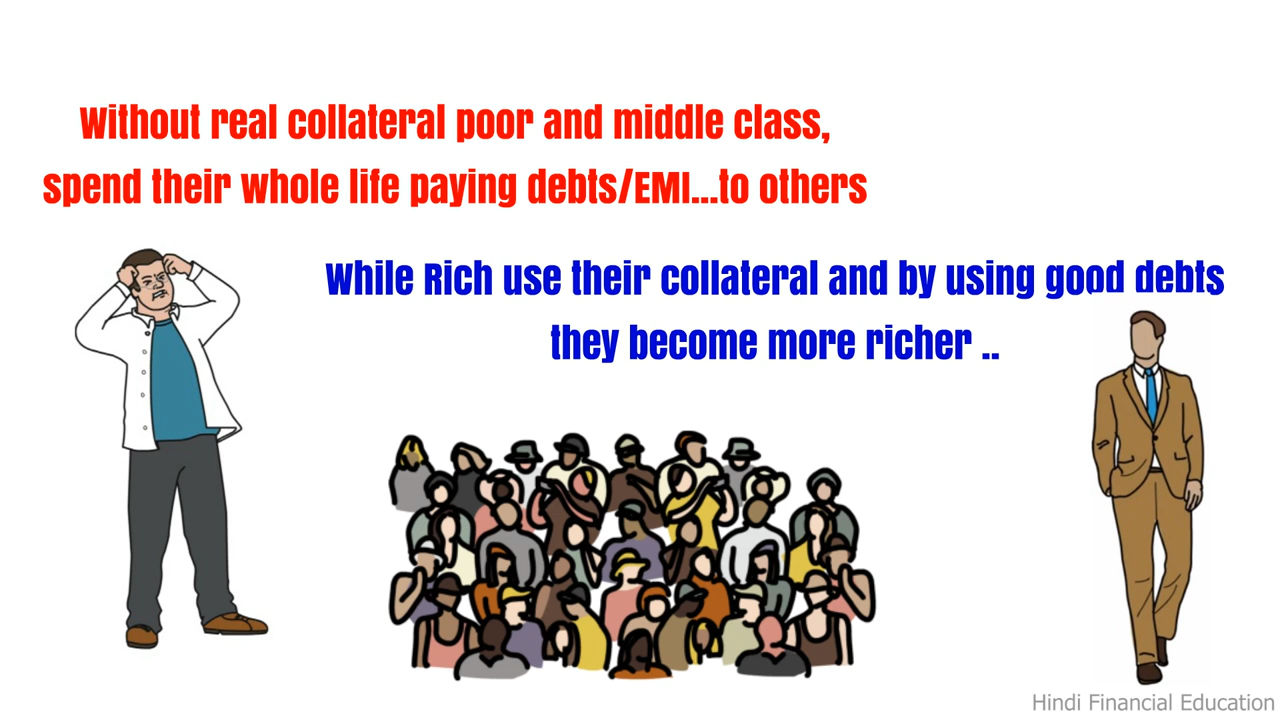 Without real collateral poor and middle class,
spend their whole life paying debts/EMI...to others
While Rich use their collateral and by using good debts
they become more richer ..
Hindi Financial Education